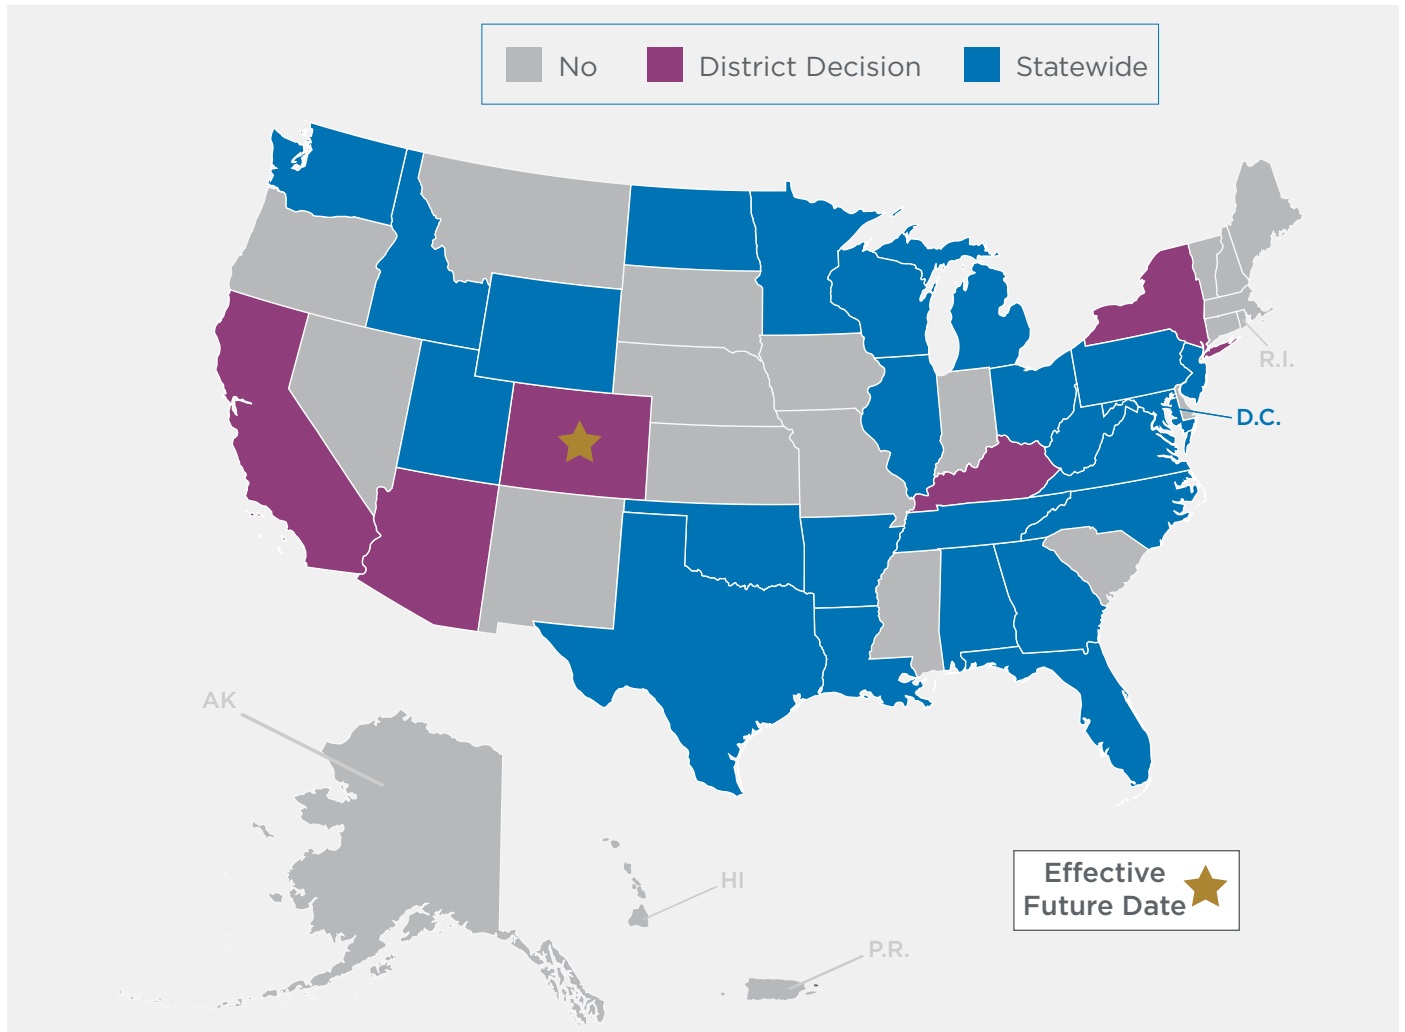 No
District Decision
Statewide
R.I.
D.C.
AK
HI
P.R.
Effective
Future Date